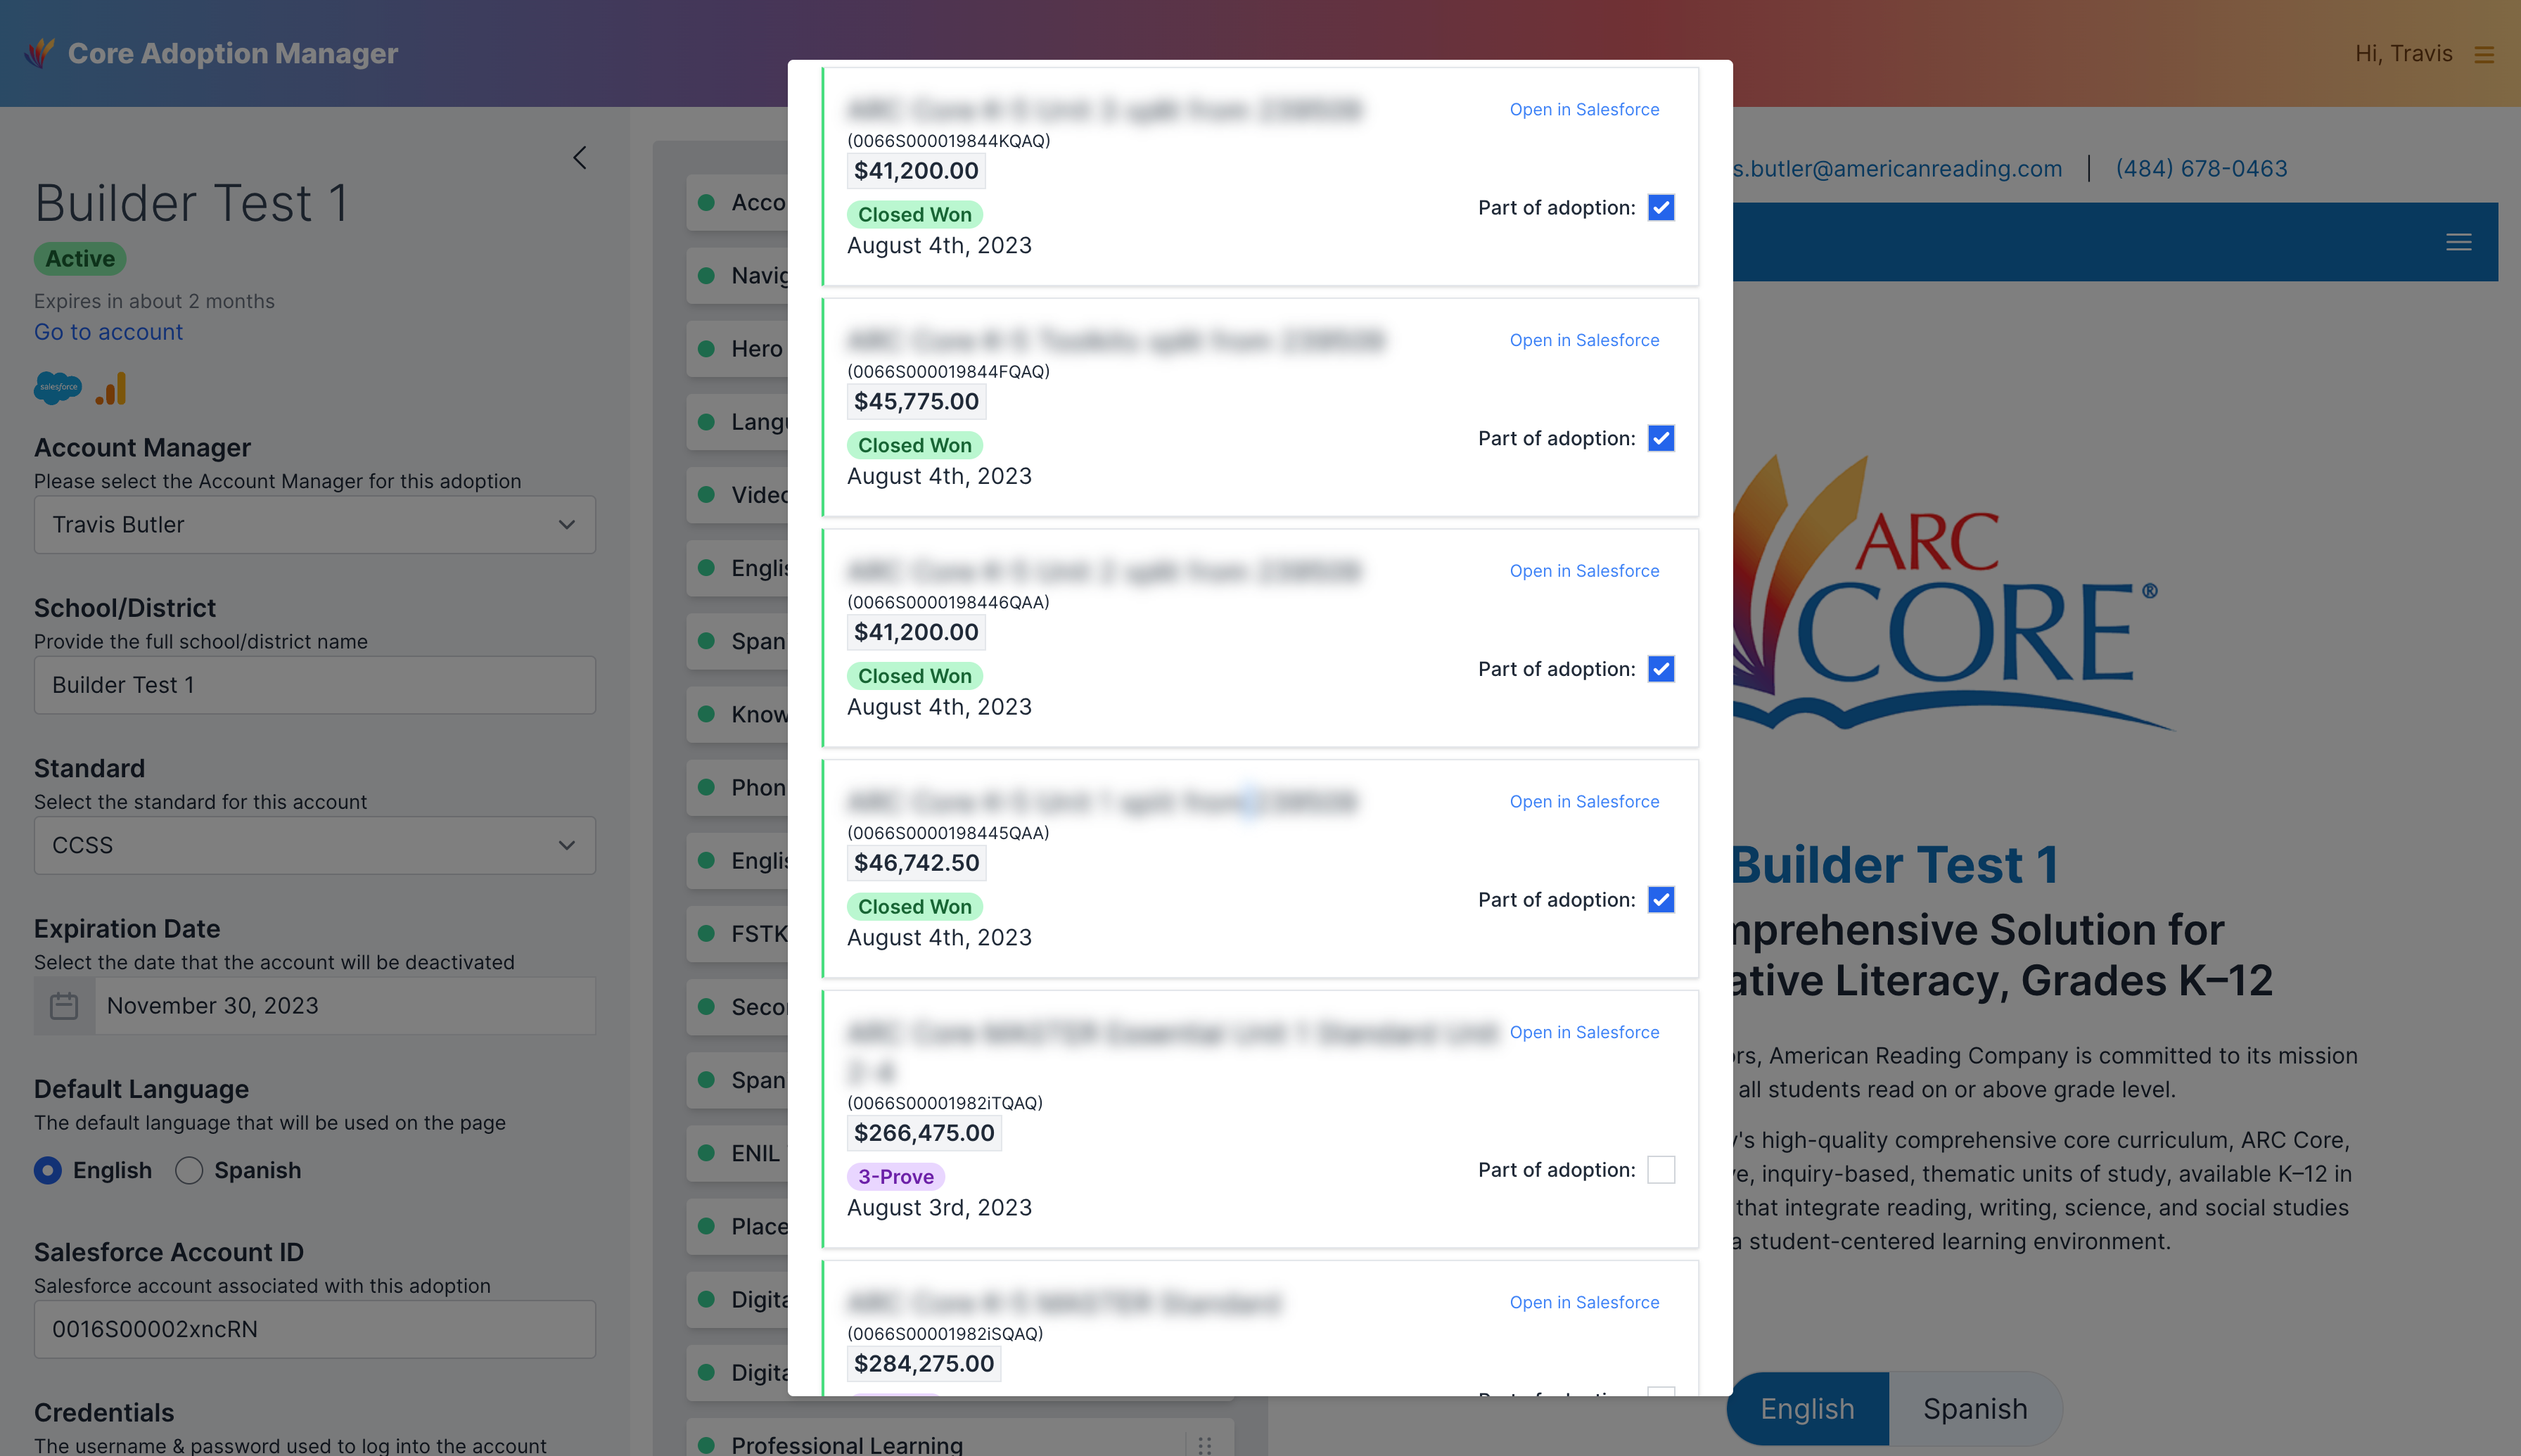 Core Adoption Manager
Hi, Travis
Builder Test 1
Active
Expires in about 2 months
Go to account
salesforce
Account Manager
Please select the Account Manager for this adoption
Travis Butler
School/District
Provide the full school/district name
Builder Test 1
Standard
Select the standard for this account
CCSS
Expiration Date
Select the date that the account will be deactivated
November 30, 2023
Default Language
The default language that will be used on the page
English Spanish
Salesforce Account ID
Salesforce account associated with this adoption
0016S00002xncRN
Credentials
The username & password used to log into the account
Acco
Navig
Hero
Langu
Video
Englis
Span
Know
Phon
Englis
FSTK
Secon
Span
ENIL
Place
Digita
Digita
Professional Learning
Open in Salesforce
(0066S000019844KQAQ)
$41,200.00
Closed Won
Part of adoption:
August 4th, 2023
Open in Salesforce
(0066S000019844FQAQ)
$45,775.00
Closed Won
Part of adoption:
August 4th, 2023
Open in Salesforce
(0066S0000198446QAA)
$41,200.00
Closed Won
Part of adoption:
August 4th, 2023
Open in Salesforce
(0066S0000198445QAA)
$46,742.50
Closed Won
Part of adoption:
August 4th, 2023
Open in Salesforce
(0066S00001982iTQAQ)
$266,475.00
3-Prove
Part of adoption:
August 3rd, 2023
Open in Salesforce
(0066S00001982iSQAQ)
$284,275.00
s.butler@americanreading.com | (484) 678-0463
ARC
CORE®
Builder Test 1
mprehensive Solution for
ative Literacy, Grades K–12
rs, American Reading Company is committed to its mission
all students read on or above grade level.
y's high-quality comprehensive core curriculum, ARC Core,
e, inquiry-based, thematic units of study, available K–12 in
that integrate reading, writing, science, and social studies
a student-centered learning environment.
English Spanish